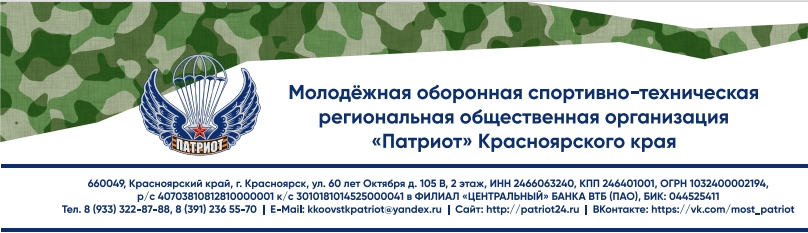 ПАТРИОТ
Молодёжная оборонная спортивно-техническая
региональная общественная организация
«Патриот» Красноярского края
660049, Красноярский край, г. Красноярск, ул. 60 лет Октября д. 105 В, 2 этаж, ИНН 2466063240, КПП 246401001, ОГРН 1032400002194,
р/с 40703810812810000001 к/с 3010181014525000041 в ФИЛИАЛ «ЦЕНТРАЛЬНЫЙ» БАНКА ВТБ (ПАО), БИК: 044525411
Тел. 8 (933) 322-87-88, 8 (391) 236 55-70 | E-Mail: kkoovstkpatriot@yandex.ru | Сайт: http://patriot24.ru | ВКонтакте: https://vk.com/most_patriot